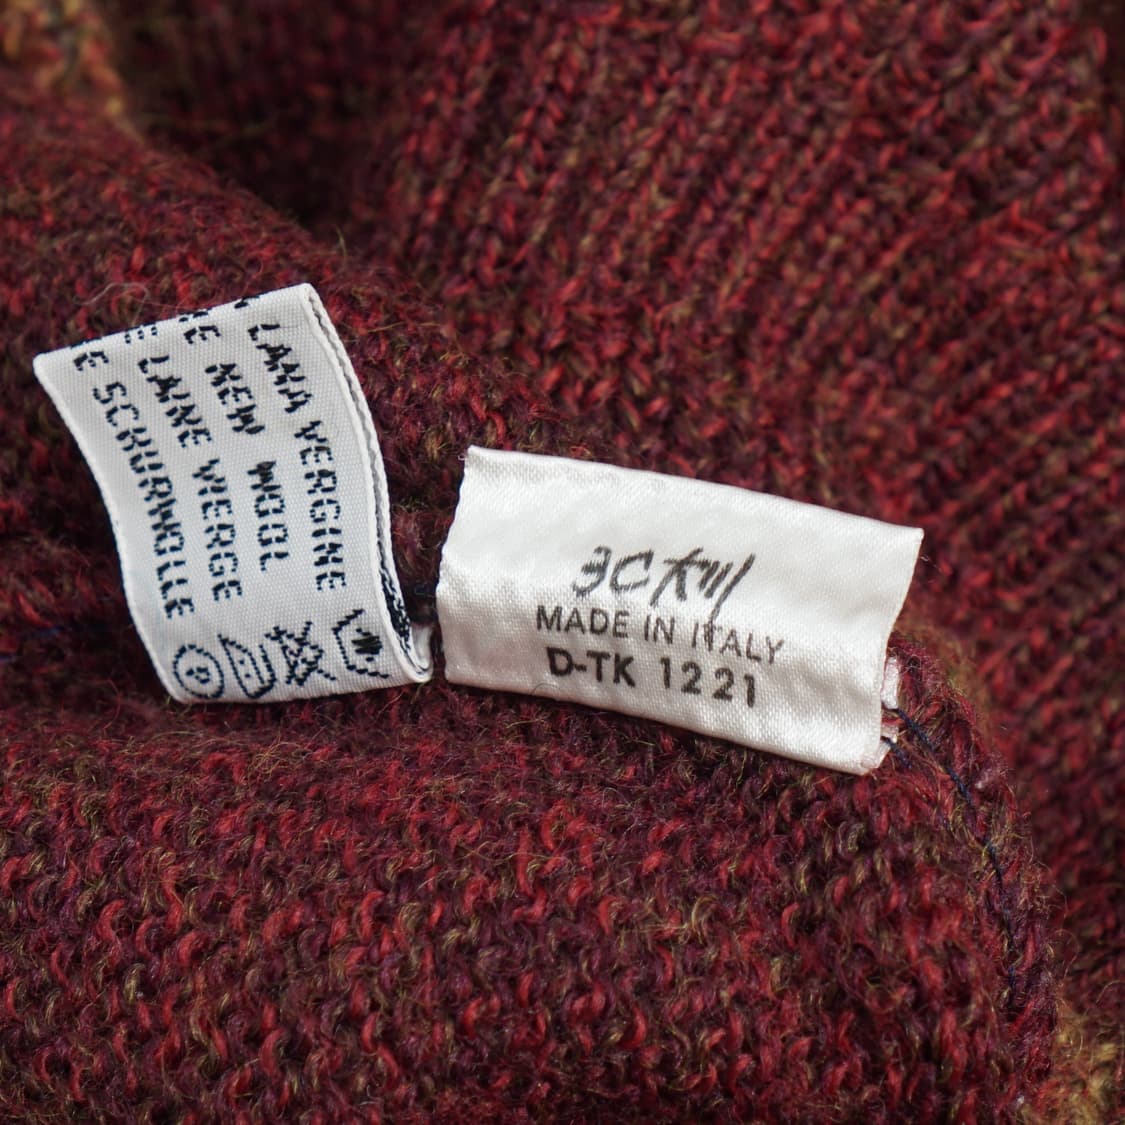 LANA VERGINE
NEW WOOL
LAINE VIERGE
SCHURWOLLE
P
MADE IN ITALY
D-TK 1221